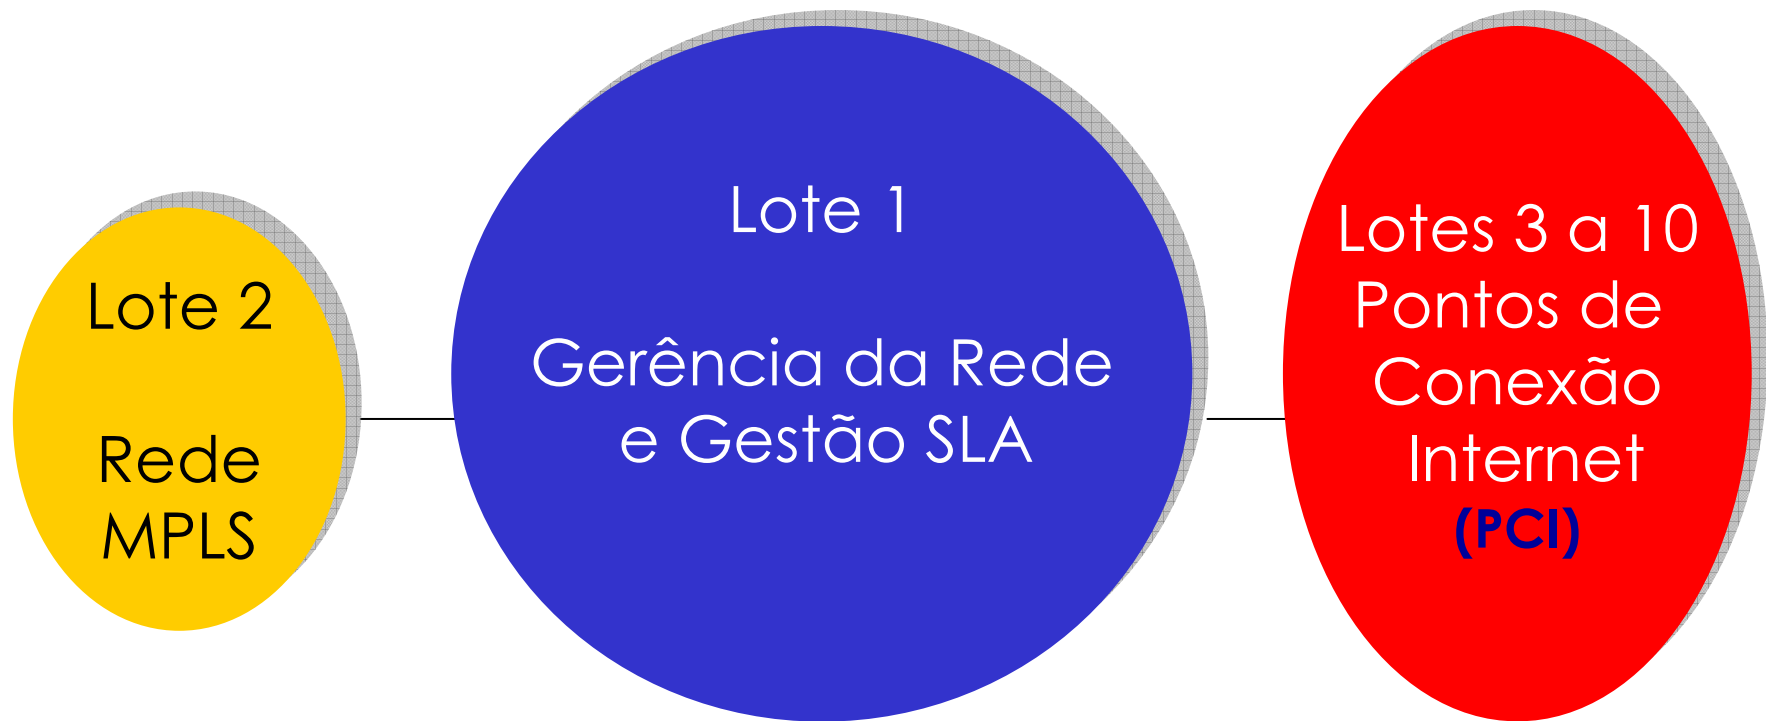 Lote 2
Rede
MPLS
Lote 1
Gerência da Rede
e Gestão SLA
Lotes 3 a 10
Pontos de
Conexão
Internet
(PCI)